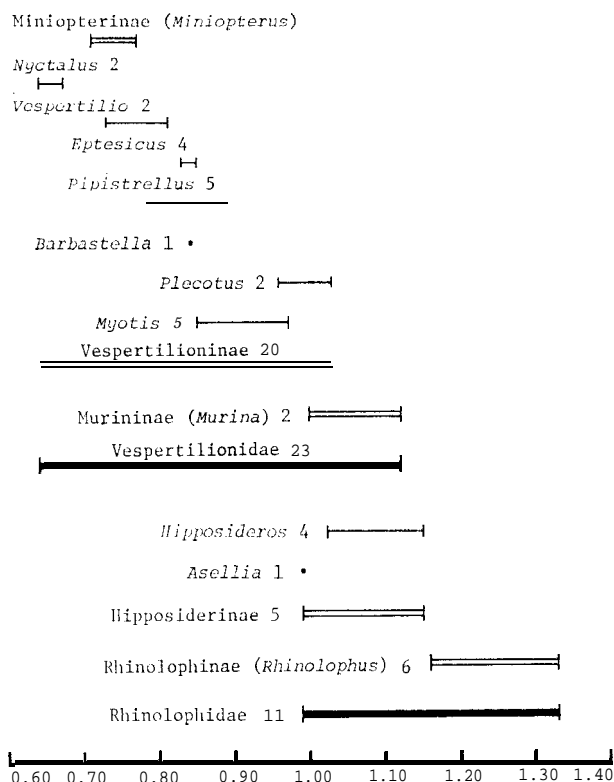 Miniopterinae (Miniopterus)
Nyctalus 2
Vespertilio 2
Eptesicus 4
Pipistrellus 5
Barbastella 1
Plecotus 2
Myotis 5
Vespertilioninae 20
Murininae (Murina) 2
Vespertilionidae 23
Hipposideros 4
Asellia 1
Hipposiderinae 5
Rhinolophinae (Rhinolophus) 6
Rhinolophidae 11
0.60 0.70 0.80 0.90 1.00 1.10 1.20 1.30 1.40